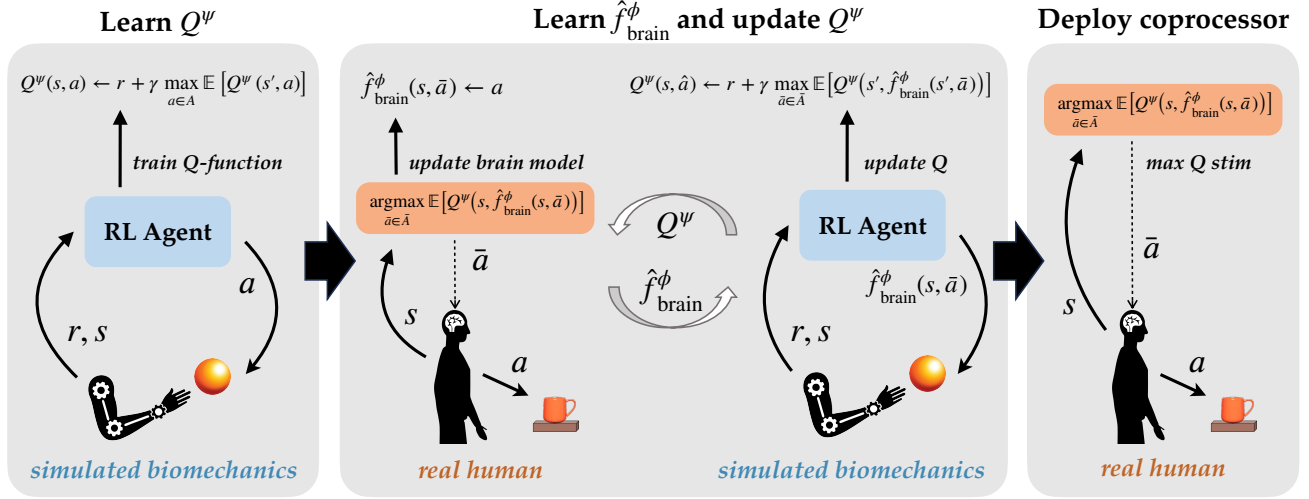 Learn Q^ψ
Q^ψ(s, a) ← r + γ max_{a∈A} 𝔼 [Q^ψ(s′, a)]
train Q-function
RL Agent
a
r, s
simulated biomechanics
Learn f̂^ϕ_brain and update Q^ψ
f̂^ϕ_brain(s, ā) ← a
update brain model
argmax_{ā∈Ā} 𝔼[Q^ψ(s, f̂^ϕ_brain(s, ā))]
ā
s
a
real human
Q^ψ
f̂^ϕ_brain
Q^ψ(s, â) ← r + γ max_{ā∈Ā} 𝔼[Q^ψ(s′, f̂^ϕ_brain(s′, ā))]
update Q
RL Agent
f̂^ϕ_brain(s, ā)
r, s
simulated biomechanics
Deploy coprocessor
argmax_{ā∈Ā} 𝔼[Q^ψ(s, f̂^ϕ_brain(s, ā))]
max Q stim
ā
s
a
real human